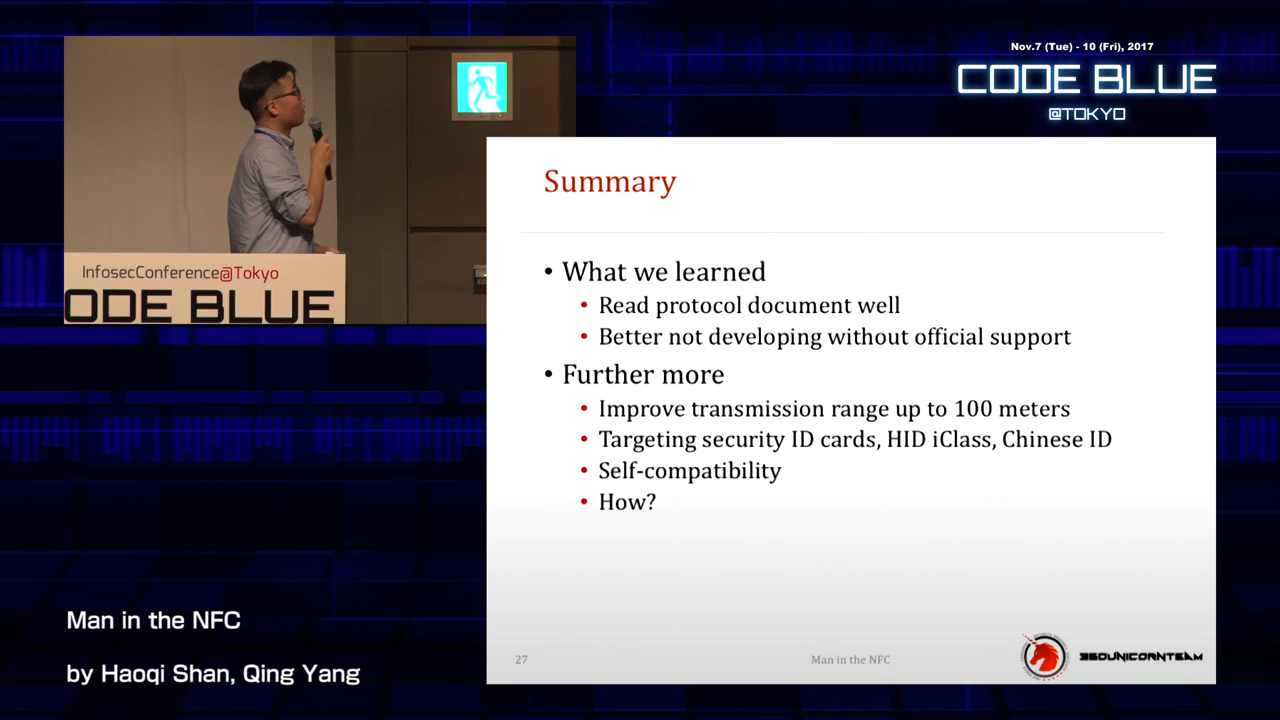 Nov.7 (Tue) - 10 (Fri), 2017
CODE BLUE
@TOKYO
InfosecConference@Tokyo
ODE BLUE
Summary
• What we learned
• Read protocol document well
• Better not developing without official support
• Further more
• Improve transmission range up to 100 meters
• Targeting security ID cards, HID iClass, Chinese ID
• Self-compatibility
• How?
27
Man in the NFC
360UNICORNTEAM
Man in the NFC
by Haoqi Shan, Qing Yang